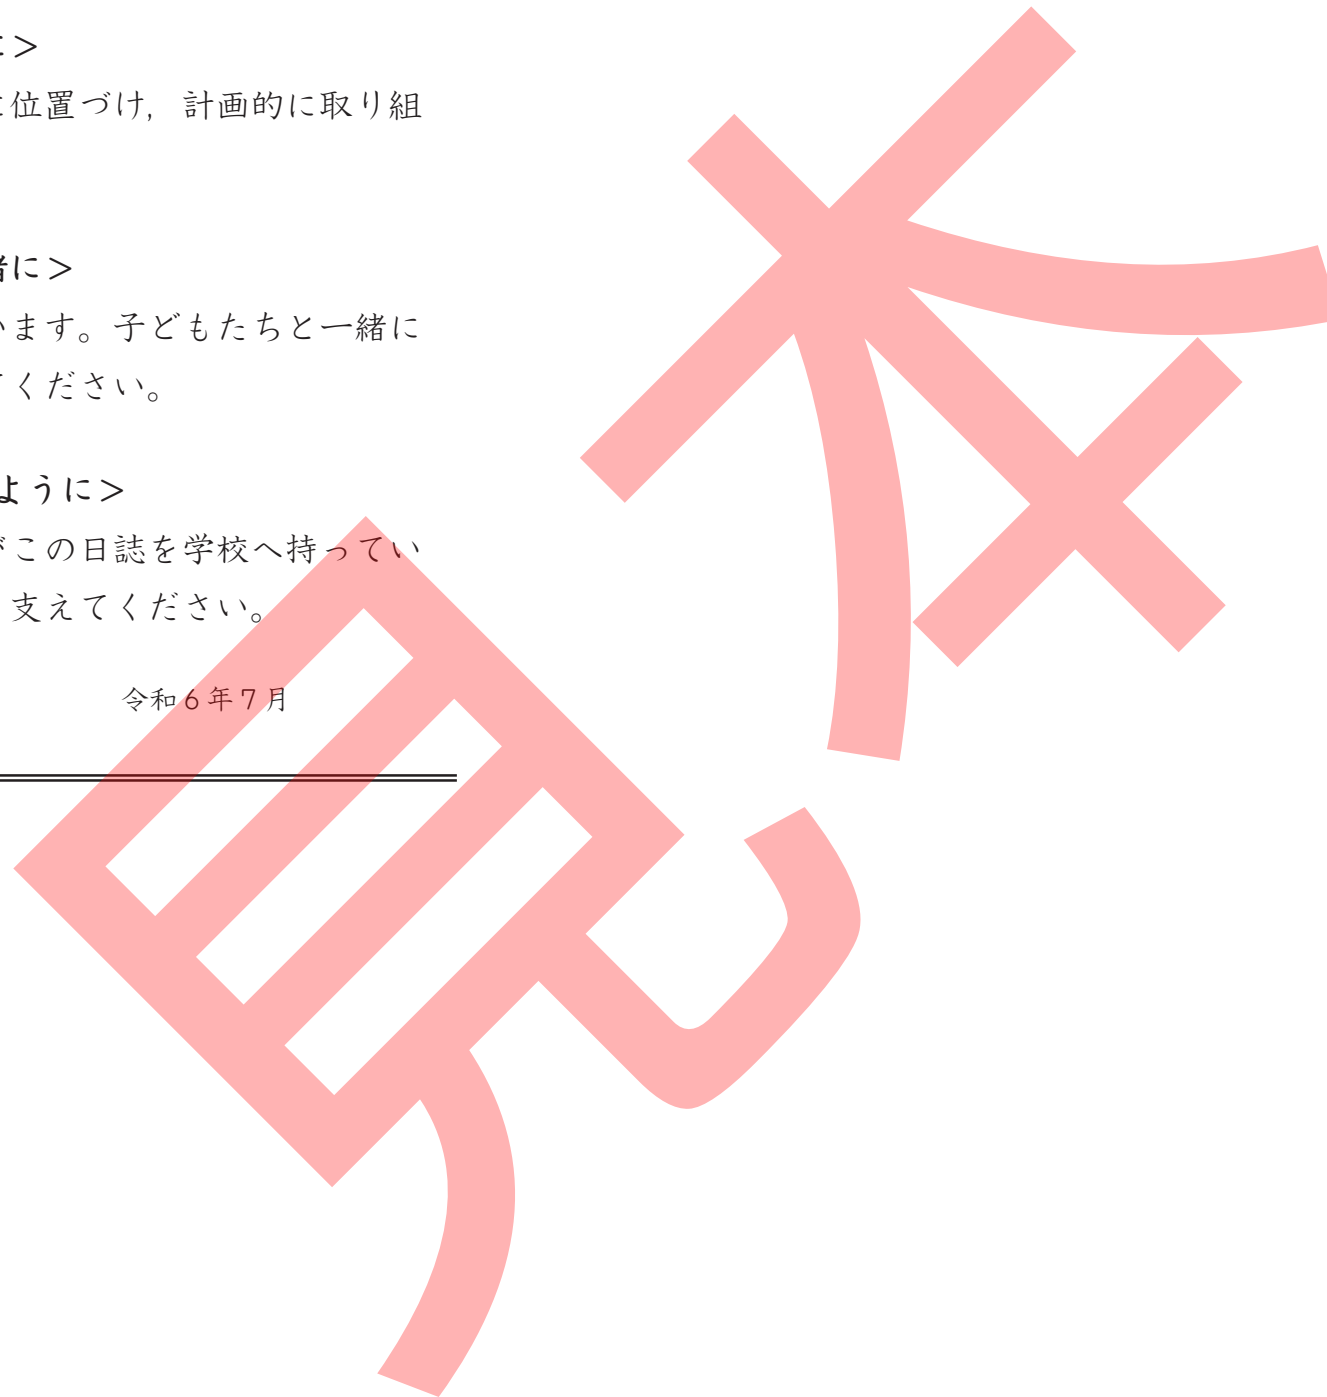 に>
に位置づけ，計画的に取り組
緒に>
います。子どもたちと一緒に
てください。
ように>
がこの日誌を学校へ持ってい
支えてください。
令和６年７月
見本